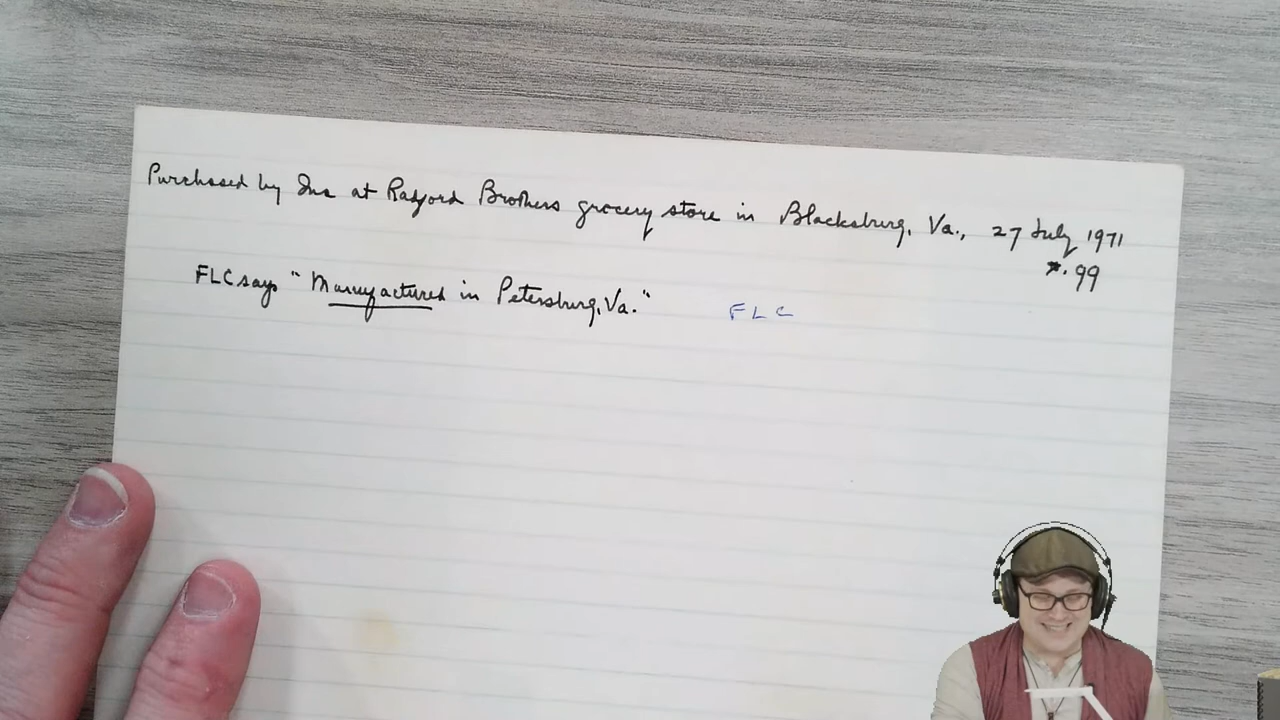 Purchased by Ina at Radford Brothers grocery store in Blacksburg, Va., 27 July 1971
$.99
FLC says "Manufactured in Petersburg, Va."
FLC